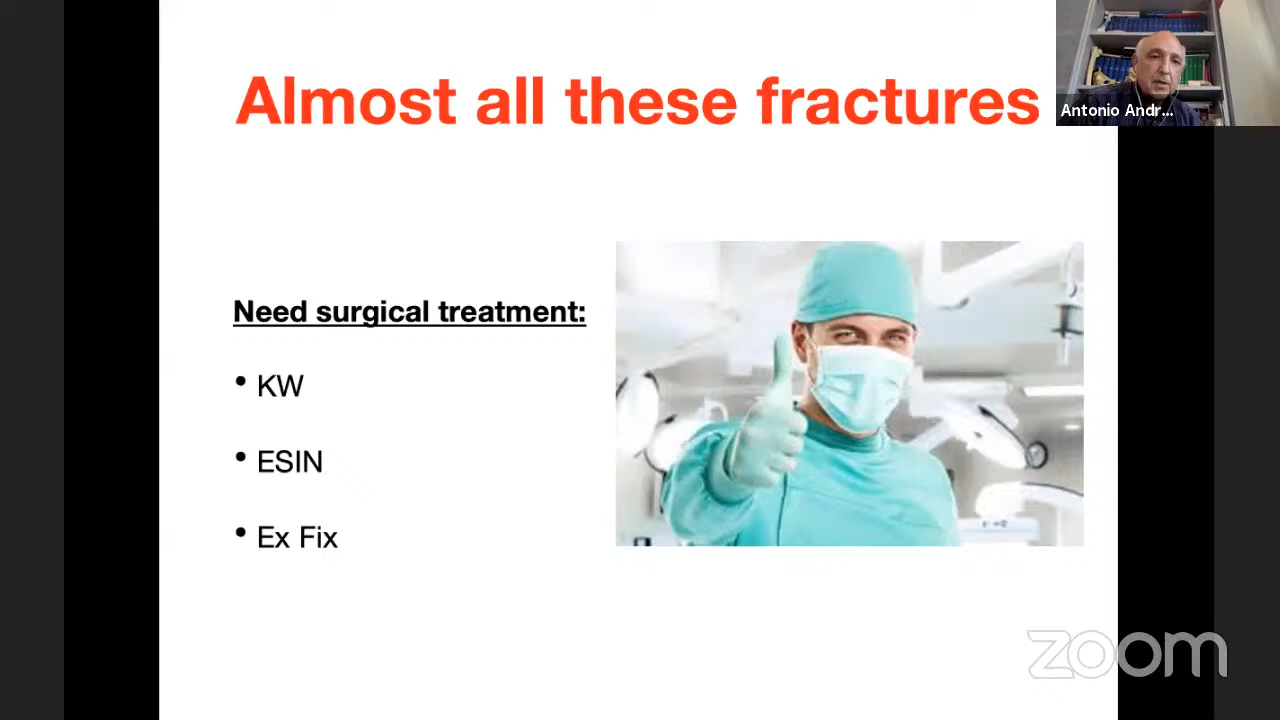 Almost all these fractures
Antonio Andr...
Need surgical treatment:
• KW
• ESIN
• Ex Fix
zoom